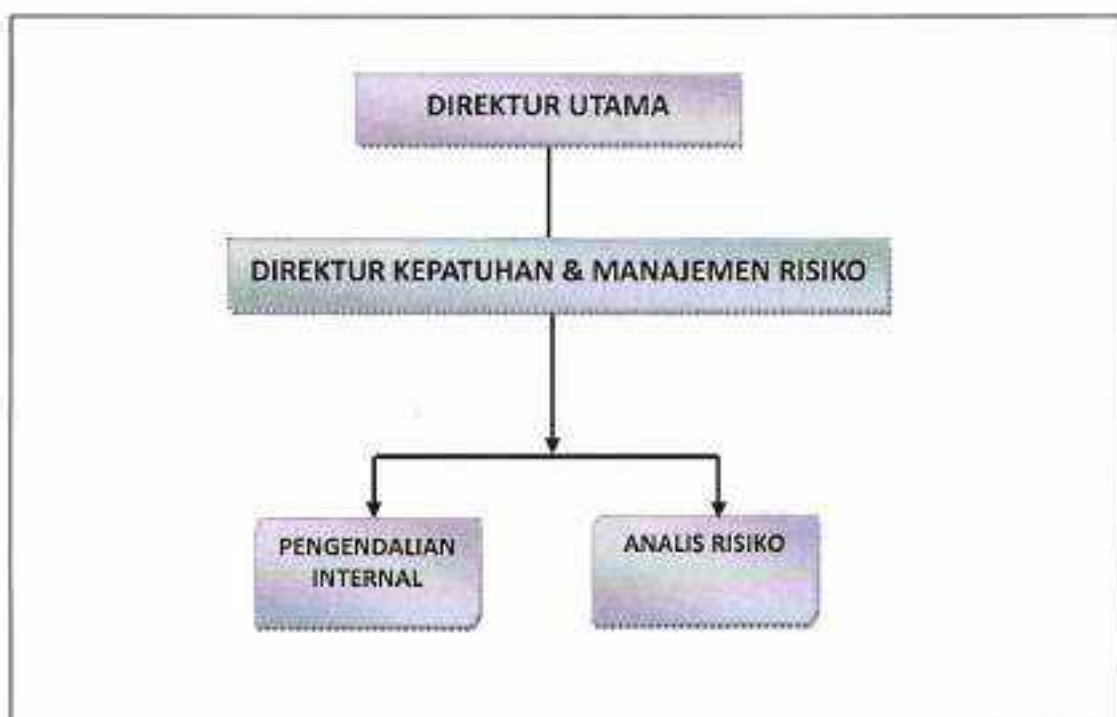 DIREKTUR UTAMA
DIREKTUR KEPATUHAN & MANAJEMEN RISIKO
PENGENDALIAN
INTERNAL
ANALIS RISIKO